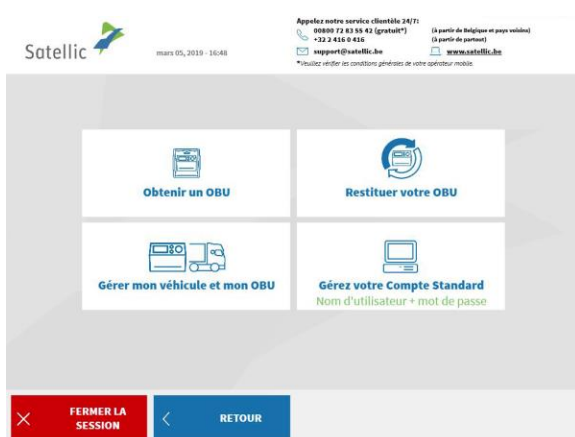 Satellic
mars 05, 2019 - 16:48
Appelez notre service clientèle 24/7:
00800 72 83 55 42 (gratuit*) (à partir de Belgique et pays voisins)
+32 2 416 0 416 (à partir de partout)
support@satellic.be www.satellic.be
*Veuillez vérifier les conditions générales de votre opérateur mobile.
Obtenir un OBU
Restituer votre OBU
Gérer mon véhicule et mon OBU
Gérez votre Compte Standard
Nom d'utilisateur + mot de passe
FERMER LA
SESSION
RETOUR